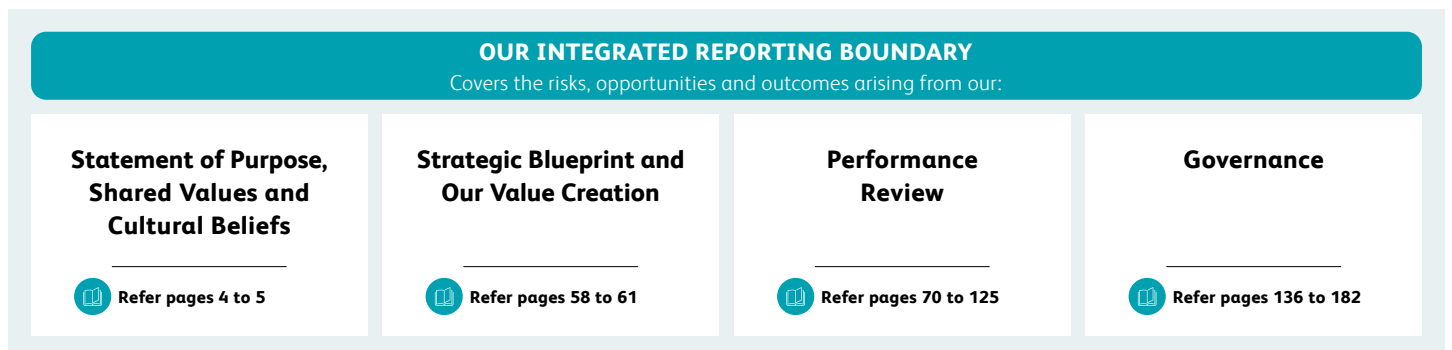 OUR INTEGRATED REPORTING BOUNDARY
Covers the risks, opportunities and outcomes arising from our:
Statement of Purpose,
Shared Values and
Cultural Beliefs
Refer pages 4 to 5
Strategic Blueprint and
Our Value Creation
Refer pages 58 to 61
Performance
Review
Refer pages 70 to 125
Governance
Refer pages 136 to 182